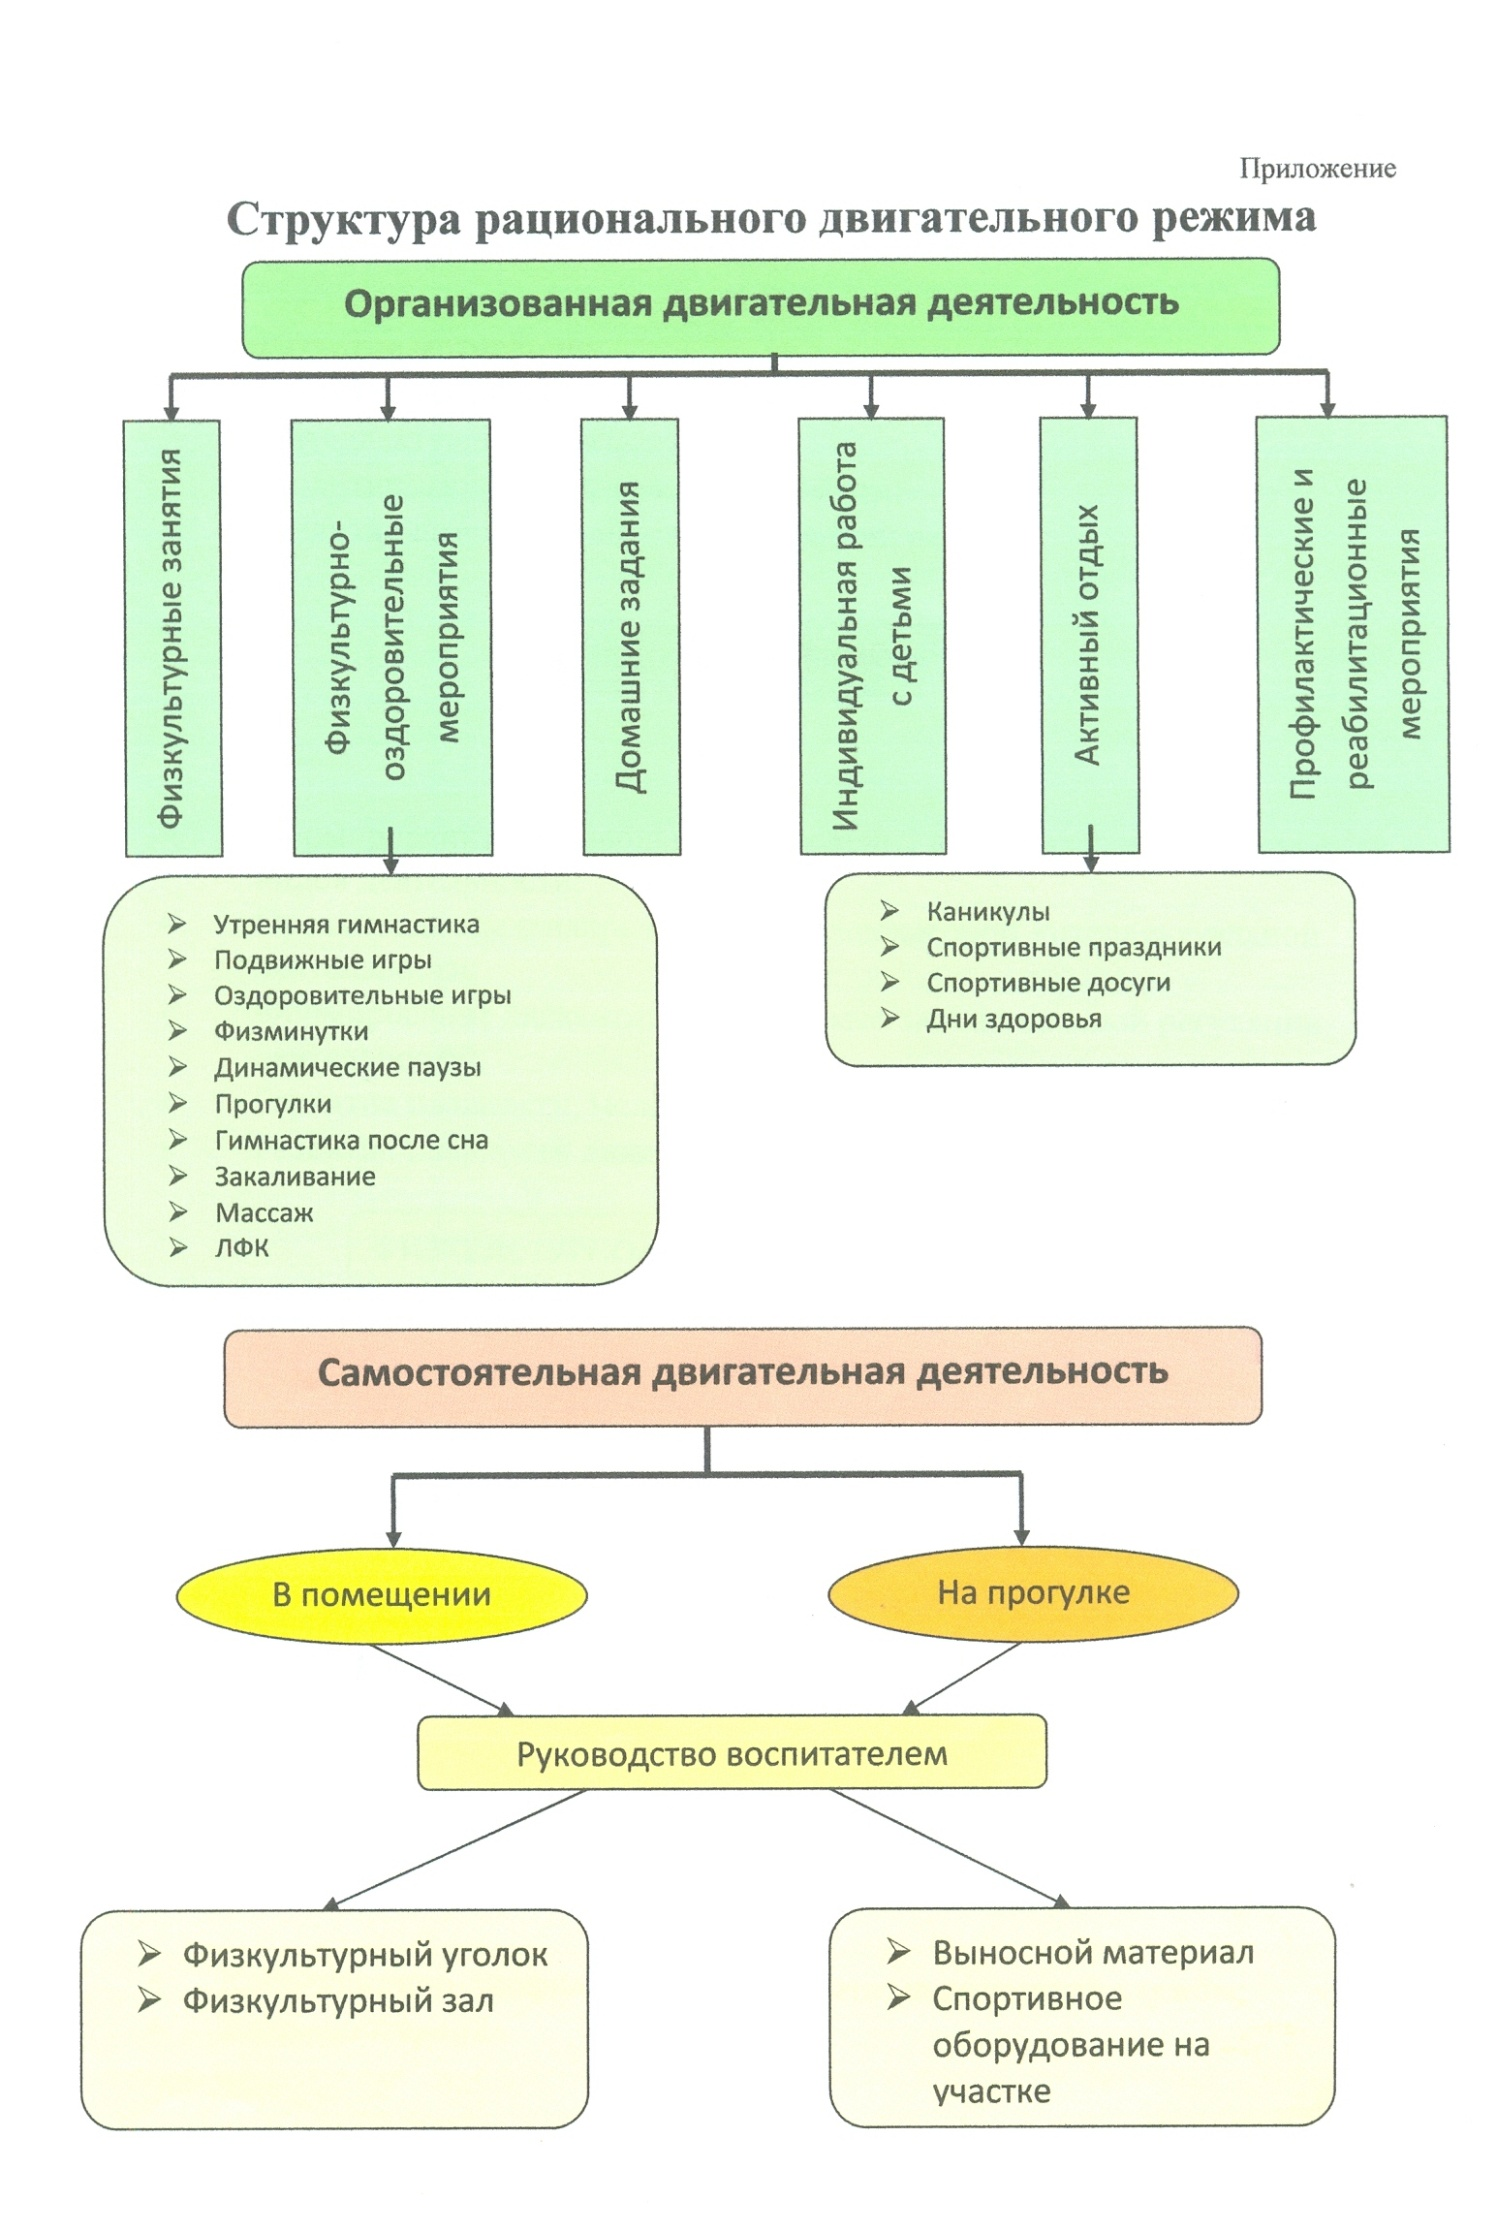 Приложение
Структура рационального двигательного режима
Организованная двигательная деятельность
Физкультурные занятия
Физкультурно-
оздоровительные
мероприятия
Домашние задания
Индивидуальная работа
с детьми
Активный отдых
Профилактические и
реабилитационные
мероприятия
Утренняя гимнастика
Подвижные игры
Оздоровительные игры
Физминутки
Динамические паузы
Прогулки
Гимнастика после сна
Закаливание
Массаж
ЛФК
Каникулы
Спортивные праздники
Спортивные досуги
Дни здоровья
Самостоятельная двигательная деятельность
В помещении
На прогулке
Руководство воспитателем
Физкультурный уголок
Физкультурный зал
Выносной материал
Спортивное
оборудование на
участке